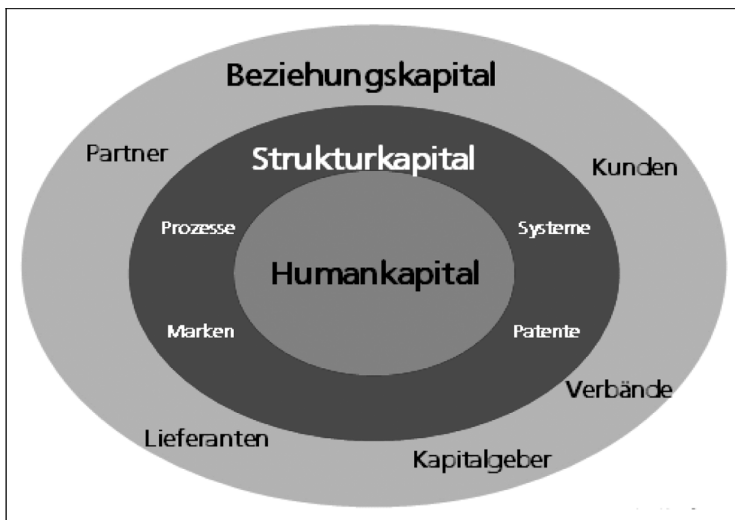 Beziehungskapital
Partner
Strukturkapital
Kunden
Prozesse
Systeme
Humankapital
Marken
Patente
Verbände
Lieferanten
Kapitalgeber